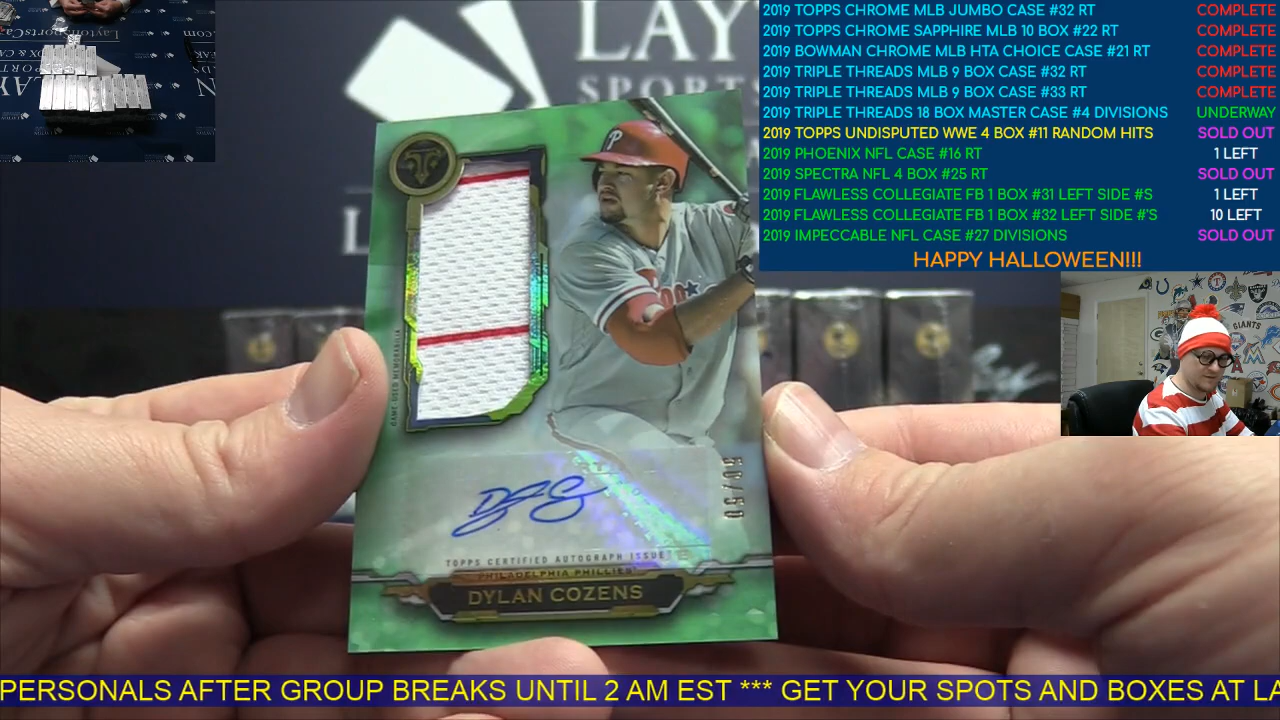 LAY
SPORTS
2019 TOPPS CHROME MLB JUMBO CASE #32 RT COMPLETE
2019 TOPPS CHROME SAPPHIRE MLB 10 BOX #22 RT COMPLETE
2019 BOWMAN CHROME MLB HTA CHOICE CASE #21 RT COMPLETE
2019 TRIPLE THREADS MLB 9 BOX CASE #32 RT COMPLETE
2019 TRIPLE THREADS MLB 9 BOX CASE #33 RT COMPLETE
2019 TRIPLE THREADS 18 BOX MASTER CASE #4 DIVISIONS UNDERWAY
2019 TOPPS UNDISPUTED WWE 4 BOX #11 RANDOM HITS SOLD OUT
2019 PHOENIX NFL CASE #16 RT 1 LEFT
2019 SPECTRA NFL 4 BOX #25 RT SOLD OUT
2019 FLAWLESS COLLEGIATE FB 1 BOX #31 LEFT SIDE #S 1 LEFT
2019 FLAWLESS COLLEGIATE FB 1 BOX #32 LEFT SIDE #'S 10 LEFT
2019 IMPECCABLE NFL CASE #27 DIVISIONS SOLD OUT
HAPPY HALLOWEEN!!!
GIANTS
P
GAME USED MEMORABILIA
TOPPS CERTIFIED AUTOGRAPH ISSUE
PHILADELPHIA PHILLIES
DYLAN COZENS
PERSONALS AFTER GROUP BREAKS UNTIL 2 AM EST *** GET YOUR SPOTS AND BOXES AT LA